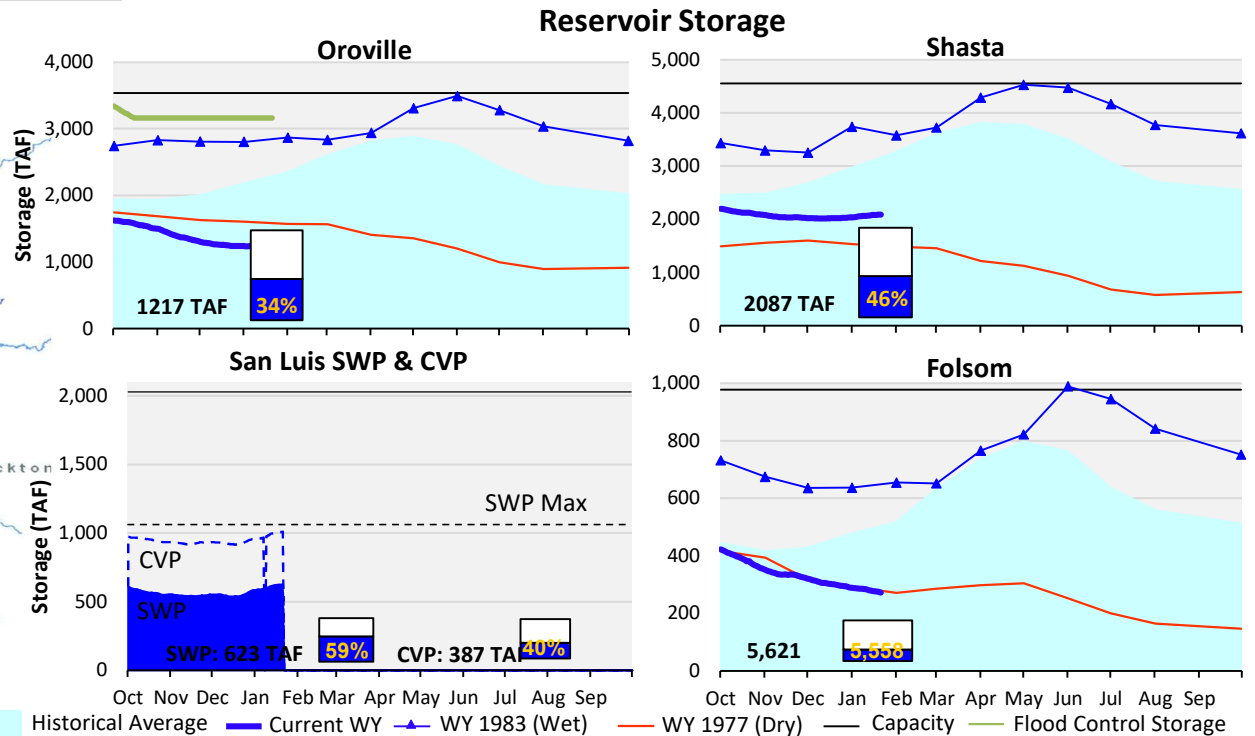 Reservoir Storage
Oroville
Shasta
4,000
3,000
2,000
1,000
0
Storage (TAF)
1217 TAF
34%
5,000
4,000
3,000
2,000
1,000
0
2087 TAF
46%
San Luis SWP & CVP
Folsom
2,000
1,500
1,000
500
0
Storage (TAF)
SWP Max
CVP
SWP
SWP: 623 TAF
59%
CVP: 387 TAF
40%
1,000
800
600
400
200
0
5,621
5,558
Oct Nov Dec Jan Feb Mar Apr May Jun Jul Aug Sep
Oct Nov Dec Jan Feb Mar Apr May Jun Jul Aug Sep
ckton
Historical Average Current WY WY 1983 (Wet) WY 1977 (Dry) Capacity Flood Control Storage